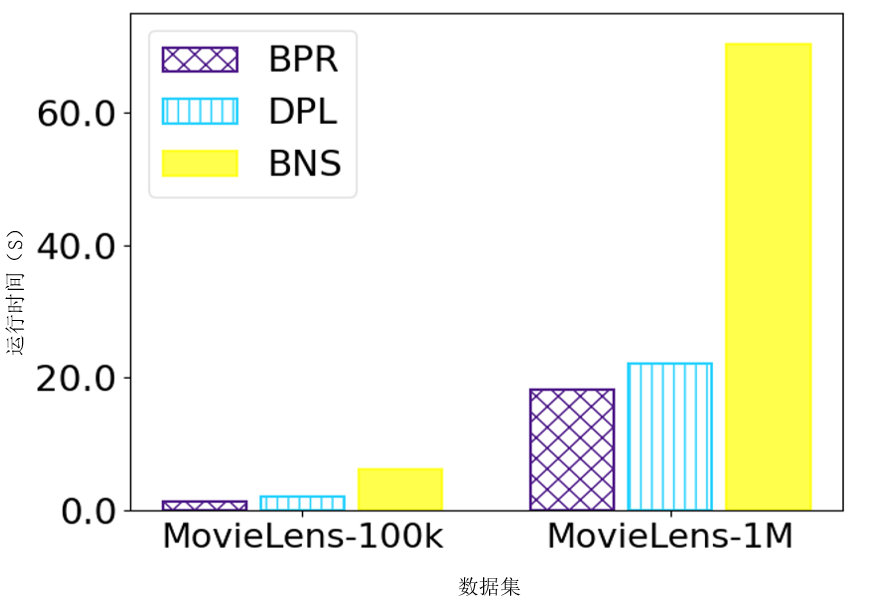 BPR
DPL
BNS
60.0
40.0
20.0
0.0
运行时间（S）
MovieLens-100k
MovieLens-1M
数据集